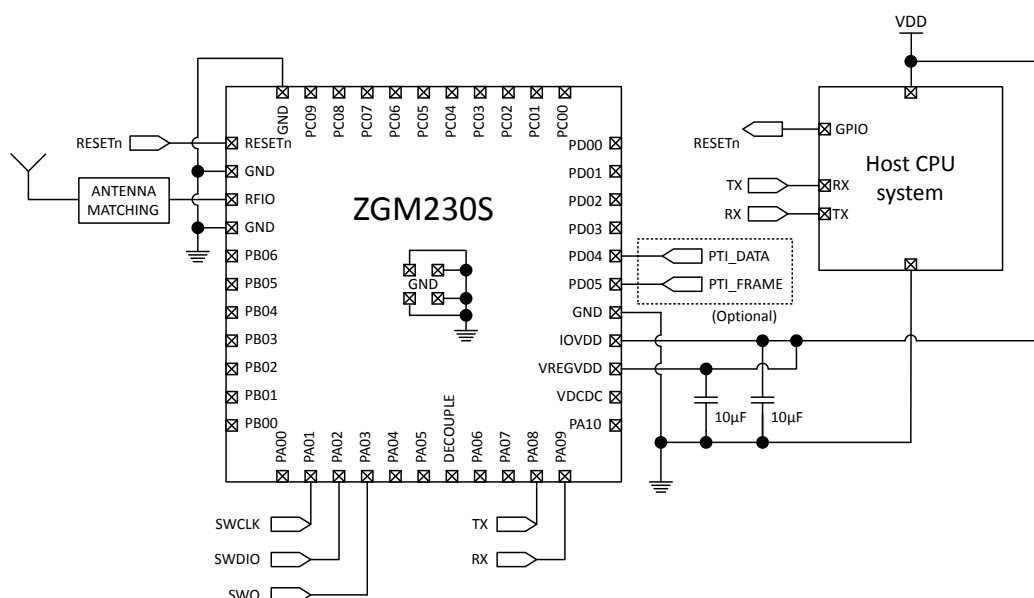 VDD
GND
PC09
PC08
PC07
PC06
PC05
PC04
PC03
PC02
PC01
PC00
RESETn
RESETn
GND
ANTENNA
MATCHING
RFIO
GND
PB06
PB05
PB04
PB03
PB02
PB01
PB00
ZGM230S
GND
PD00
PD01
PD02
PD03
PD04
PD05
GND
IOVDD
VREGVDD
VDCDC
PA10
PTI_DATA
PTI_FRAME
(Optional)
RESETn
GPIO
Host CPU
system
TX
RX
RX
TX
10µF
10µF
PA00
PA01
PA02
PA03
PA04
PA05
DECOUPLE
PA06
PA07
PA08
PA09
SWCLK
TX
SWDIO
RX
SWO